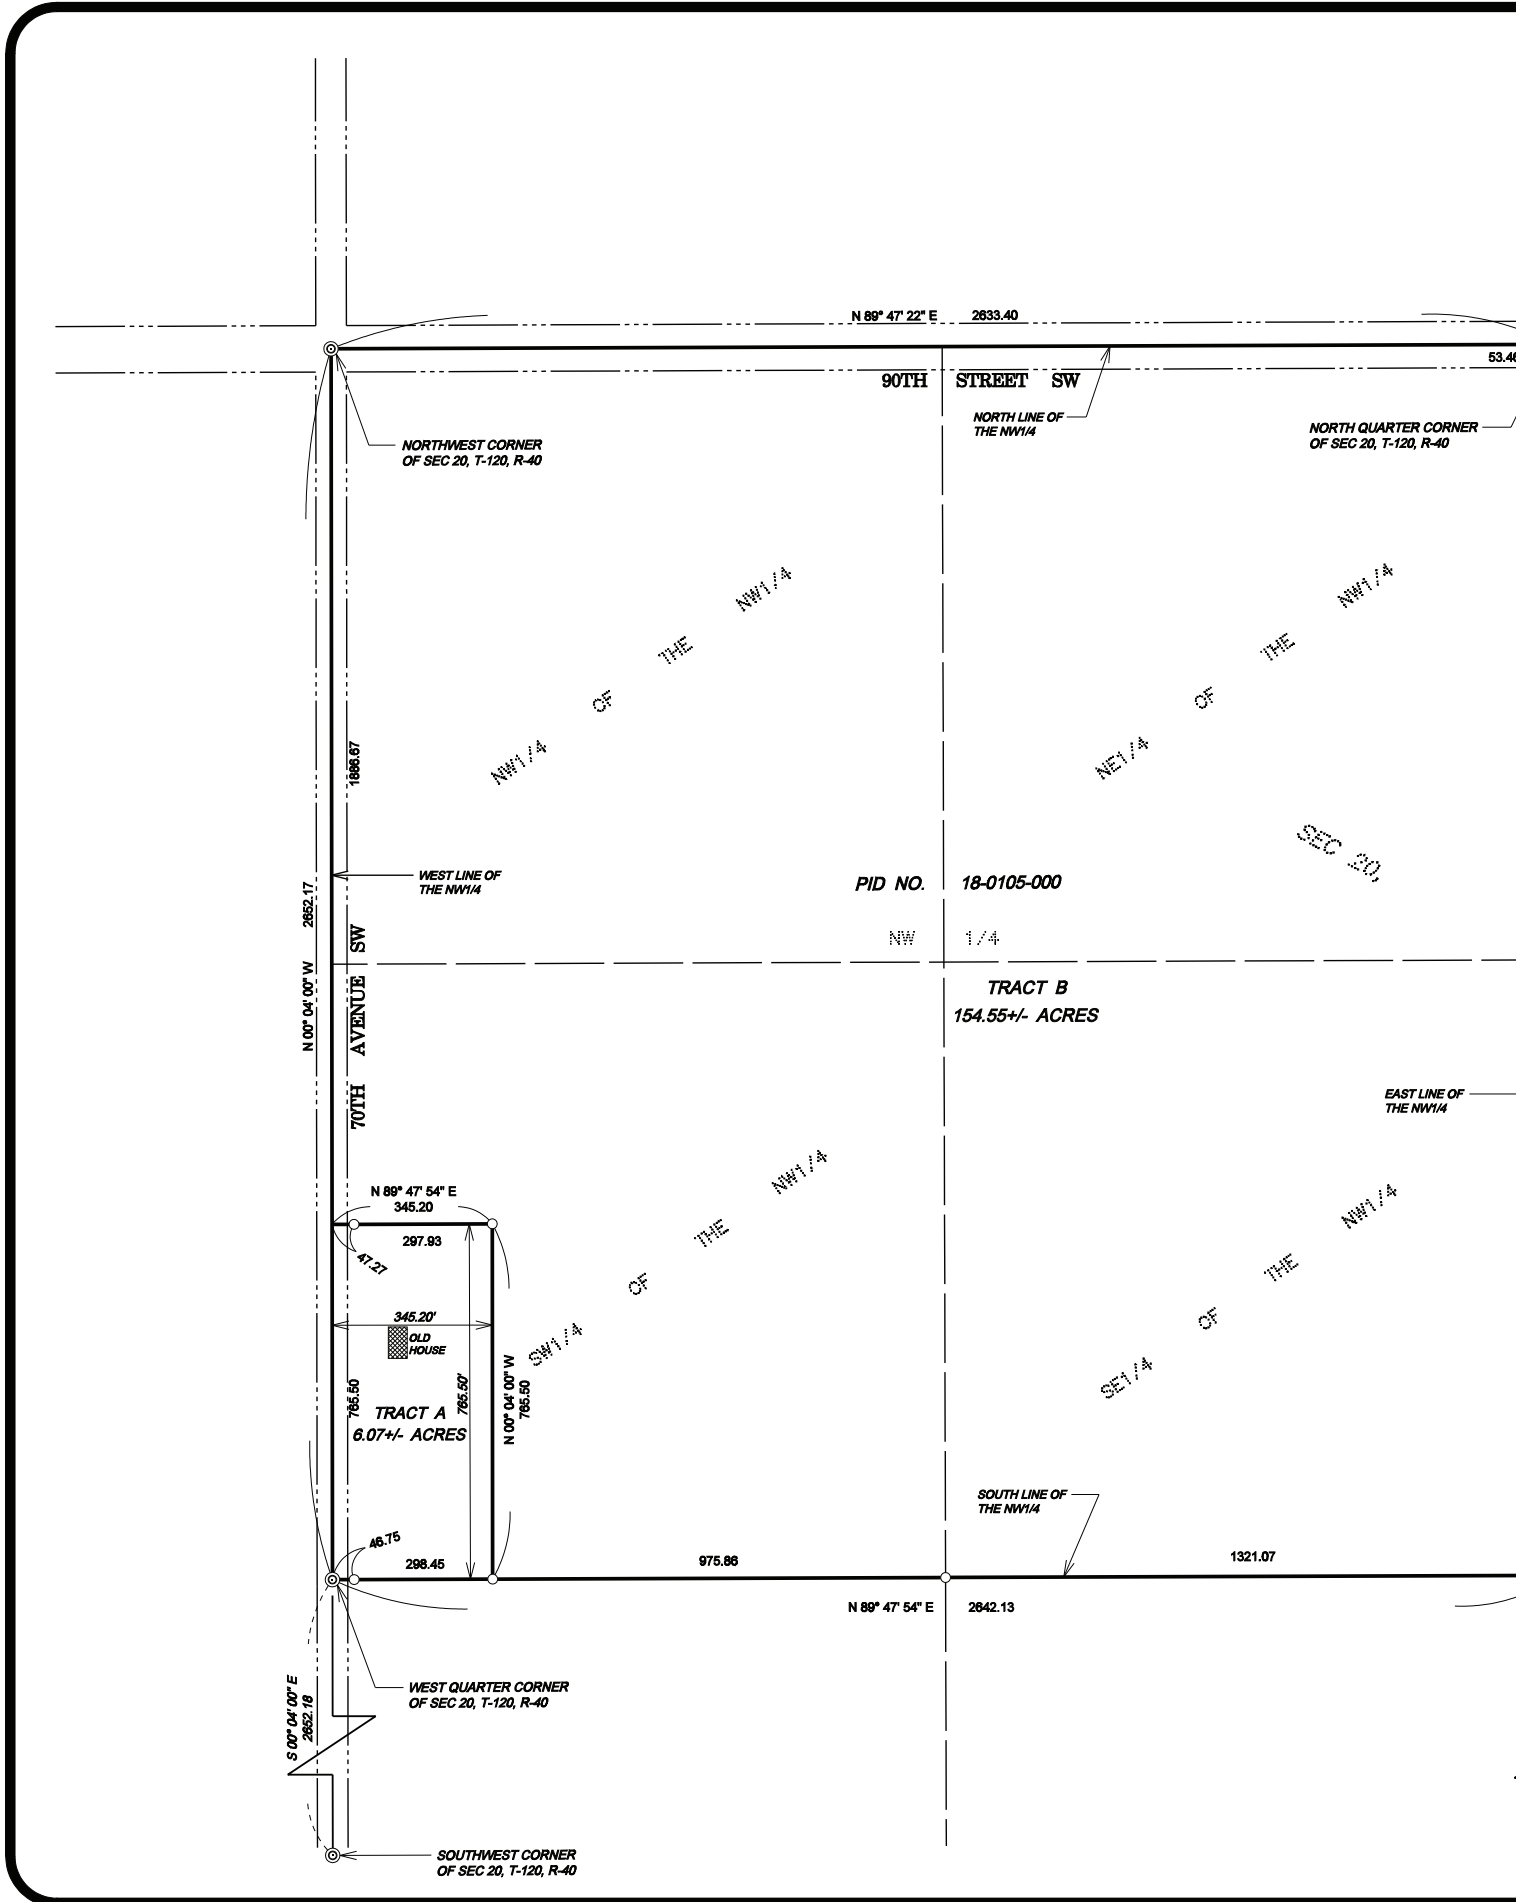 N 89° 47' 22" E 2633.40
53.46
90TH STREET SW
NORTH LINE OF
THE NW1/4
NORTH QUARTER CORNER
OF SEC 20, T-120, R-40
NORTHWEST CORNER
OF SEC 20, T-120, R-40
NW1/4 OF THE NW1/4
NE1/4 OF THE NW1/4
1886.67
SEC 20,
WEST LINE OF
THE NW1/4
PID NO. 18-0105-000
NW 1/4
N 00° 04' 00" W 2652.17
70TH AVENUE SW
TRACT B
154.55+/- ACRES
EAST LINE OF
THE NW1/4
N 89° 47' 54" E
345.20
297.93
47.27
SW1/4 OF THE NW1/4
SE1/4 OF THE NW1/4
345.20'
OLD
HOUSE
765.50
765.50'
N 00° 04' 00" W
765.50
TRACT A
6.07+/- ACRES
SOUTH LINE OF
THE NW1/4
46.75
298.45
975.86
1321.07
N 89° 47' 54" E 2642.13
WEST QUARTER CORNER
OF SEC 20, T-120, R-40
S 00° 04' 00" E
2652.18
SOUTHWEST CORNER
OF SEC 20, T-120, R-40